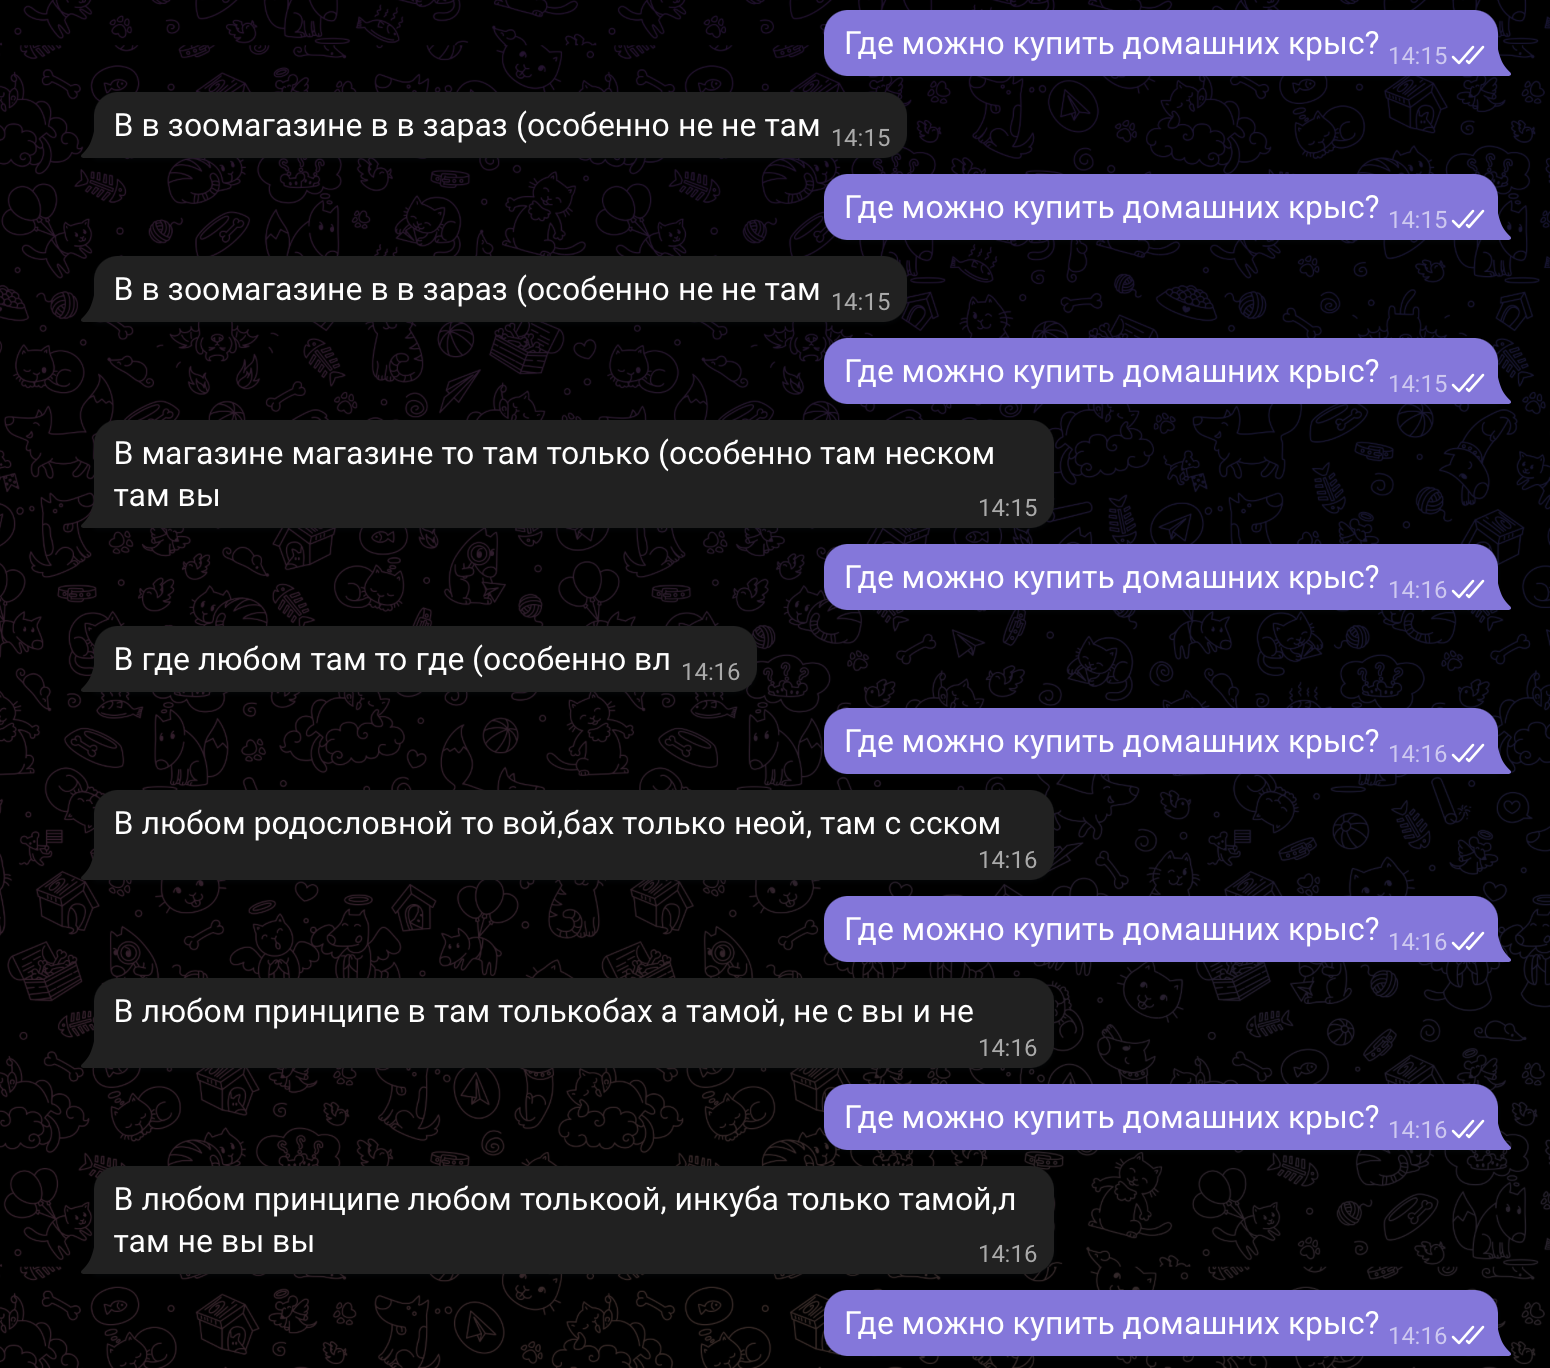 Где можно купить домашних крыс? 14:15
В в зоомагазине в в зараз (особенно не не там 14:15
Где можно купить домашних крыс? 14:15
В в зоомагазине в в зараз (особенно не не там 14:15
Где можно купить домашних крыс? 14:15
В магазине магазине то там только (особенно там неском
там вы 14:15
Где можно купить домашних крыс? 14:16
В где любом там то где (особенно вл 14:16
Где можно купить домашних крыс? 14:16
В любом родословной то вой,бах только неой, там с сском
14:16
Где можно купить домашних крыс? 14:16
В любом принципе в там толькобах а тамой, не с вы и не
14:16
Где можно купить домашних крыс? 14:16
В любом принципе любом толькоой, инкуба только тамой,л
там не вы вы 14:16
Где можно купить домашних крыс? 14:16